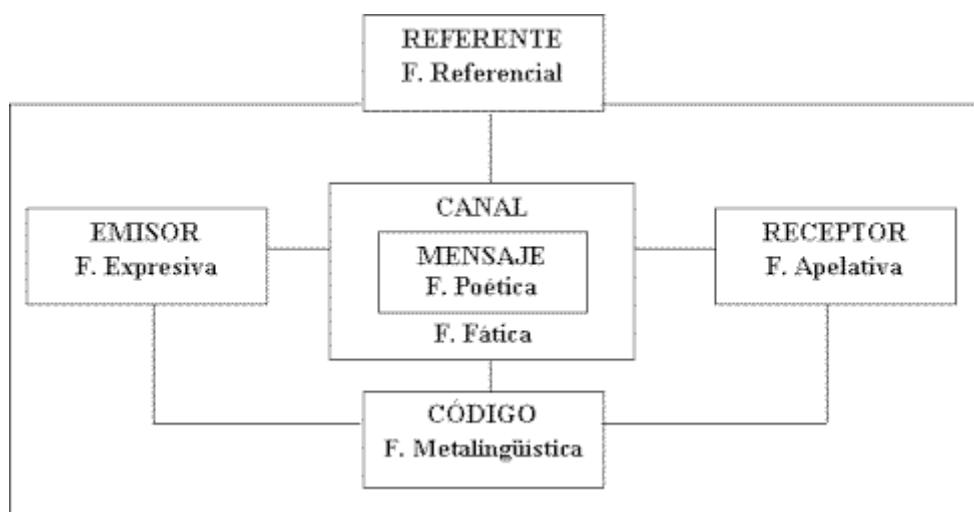 REFERENTE
F. Referencial
CANAL
EMISOR
F. Expresiva
MENSAJE
F. Poética
RECEPTOR
F. Apelativa
F. Fática
CÓDIGO
F. Metalingüística